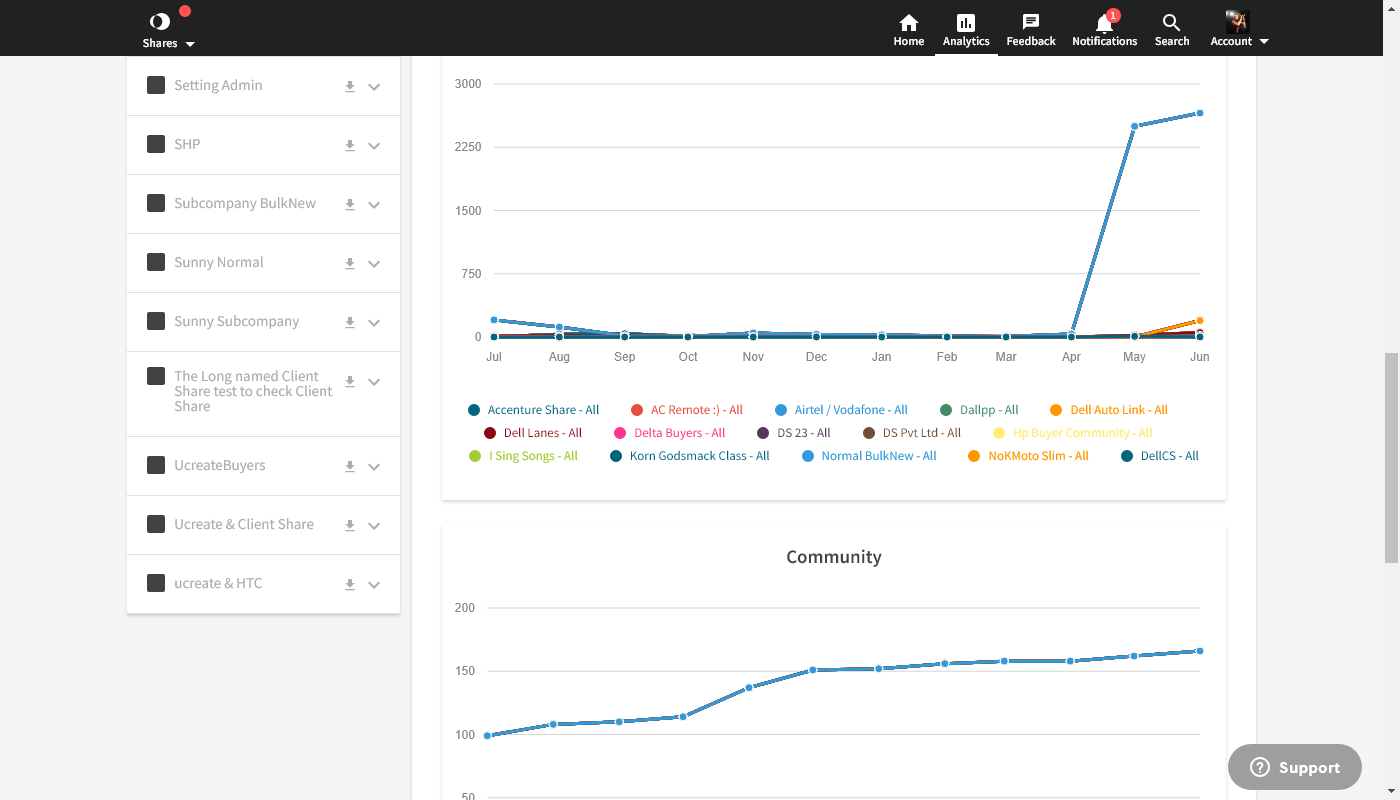 Shares
Home
Analytics
Feedback
1
Notifications
Search
Account
Setting Admin
SHP
Subcompany BulkNew
Sunny Normal
Sunny Subcompany
The Long named Client
Share test to check Client
Share
UcreateBuyers
Ucreate & Client Share
ucreate & HTC
3000
2250
1500
750
0
Jul Aug Sep Oct Nov Dec Jan Feb Mar Apr May Jun
Accenture Share - All AC Remote :) - All Airtel / Vodafone - All Dallpp - All Dell Auto Link - All
Dell Lanes - All Delta Buyers - All DS 23 - All DS Pvt Ltd - All Hp Buyer Community - All
I Sing Songs - All Korn Godsmack Class - All Normal BulkNew - All NoKMoto Slim - All DellCS - All
Community
200
150
100
50
? Support